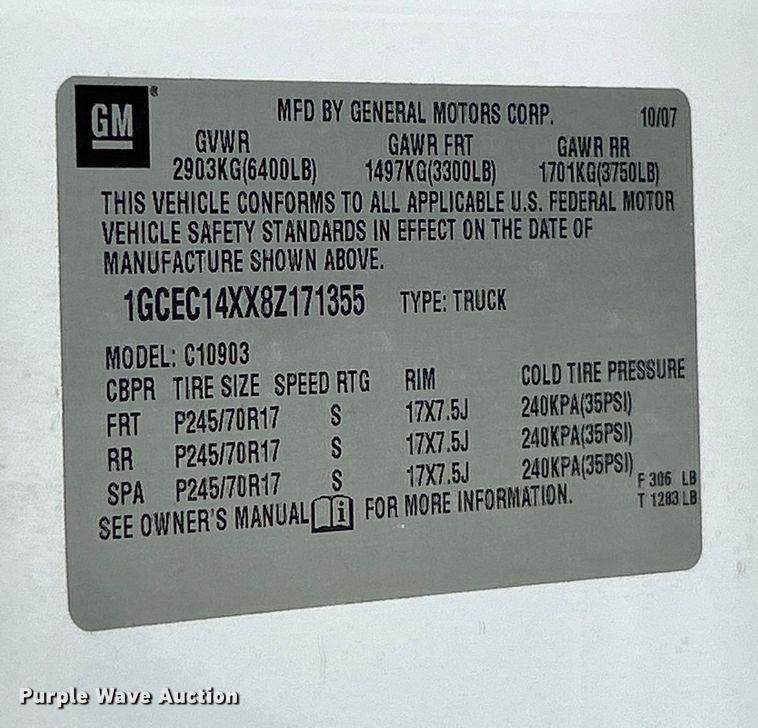 GM®
MFD BY GENERAL MOTORS CORP. 10/07
GVWR GAWR FRT GAWR RR
2903KG(6400LB) 1497KG(3300LB) 1701KG(3750LB)
THIS VEHICLE CONFORMS TO ALL APPLICABLE U.S. FEDERAL MOTOR
VEHICLE SAFETY STANDARDS IN EFFECT ON THE DATE OF
MANUFACTURE SHOWN ABOVE.
1GCEC14XX8Z171355 TYPE: TRUCK
MODEL: C10903
CBPR TIRE SIZE SPEED RTG RIM COLD TIRE PRESSURE
FRT P245/70R17 S 17X7.5J 240KPA(35PSI)
RR P245/70R17 S 17X7.5J 240KPA(35PSI)
SPA P245/70R17 S 17X7.5J 240KPA(35PSI)
F 306 LB
T 1283 LB
SEE OWNER'S MANUAL i FOR MORE INFORMATION.
Purple Wave Auction